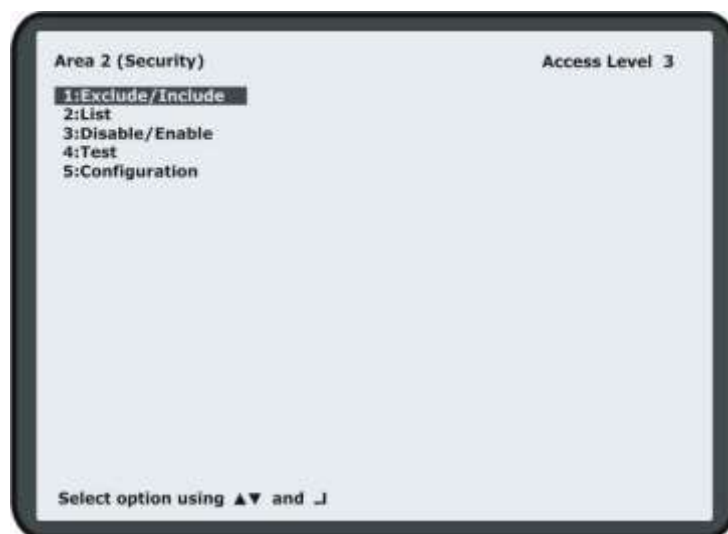 Area 2 (Security) Access Level 3
1:Exclude/Include
2:List
3:Disable/Enable
4:Test
5:Configuration
Select option using ▲▼ and ↵